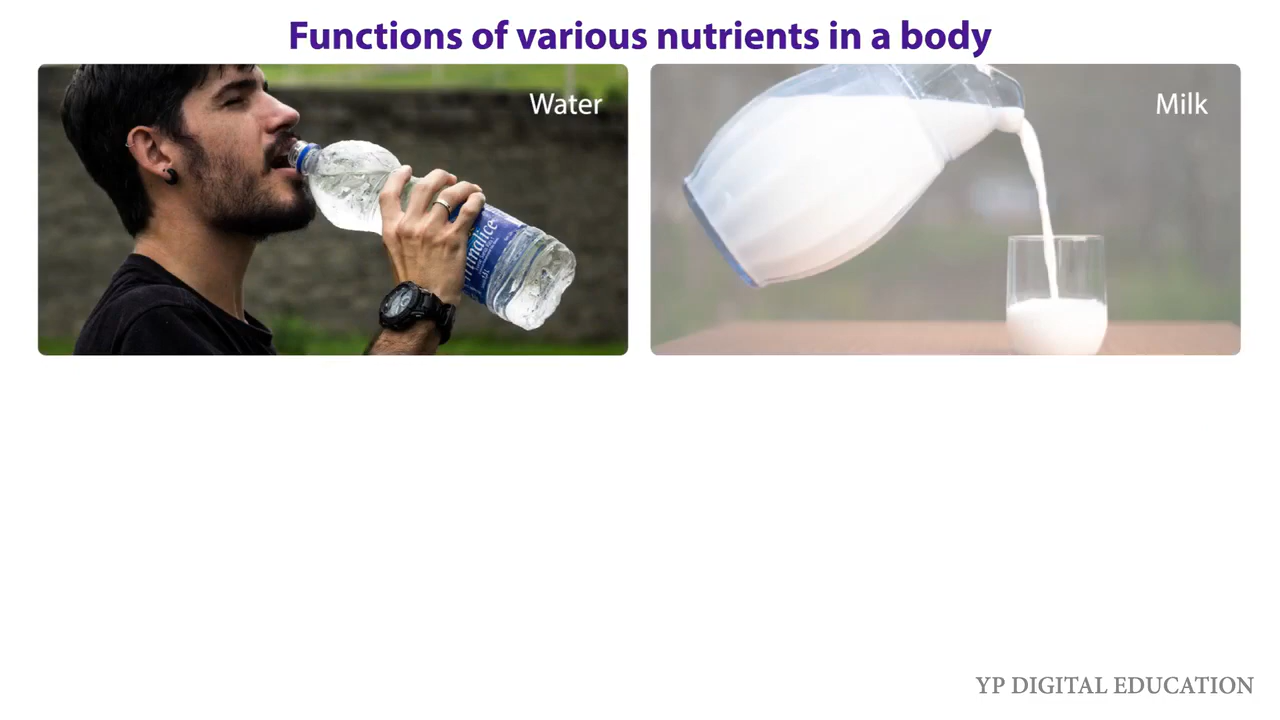 Functions of various nutrients in a body
Water
Milk
YP DIGITAL EDUCATION